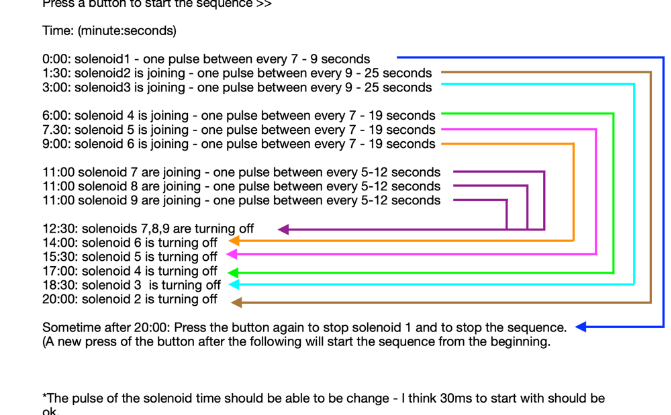 Press a button to start the sequence >>
Time: (minute:seconds)
0:00: solenoid1 - one pulse between every 7 - 9 seconds
1:30: solenoid2 is joining - one pulse between every 9 - 25 seconds
3:00: solenoid3 is joining - one pulse between every 9 - 25 seconds
6:00: solenoid 4 is joining - one pulse between every 7 - 19 seconds
7.30: solenoid 5 is joining - one pulse between every 7 - 19 seconds
9:00: solenoid 6 is joining - one pulse between every 7 - 19 seconds
11:00 solenoid 7 are joining - one pulse between every 5-12 seconds
11:00 solenoid 8 are joining - one pulse between every 5-12 seconds
11:00 solenoid 9 are joining - one pulse between every 5-12 seconds
12:30: solenoids 7,8,9 are turning off
14:00: solenoid 6 is turning off
15:30: solenoid 5 is turning off
17:00: solenoid 4 is turning off
18:30: solenoid 3 is turning off
20:00: solenoid 2 is turning off
Sometime after 20:00: Press the button again to stop solenoid 1 and to stop the sequence.
(A new press of the button after the following will start the sequence from the beginning.
*The pulse of the solenoid time should be able to be change - I think 30ms to start with should be
ok